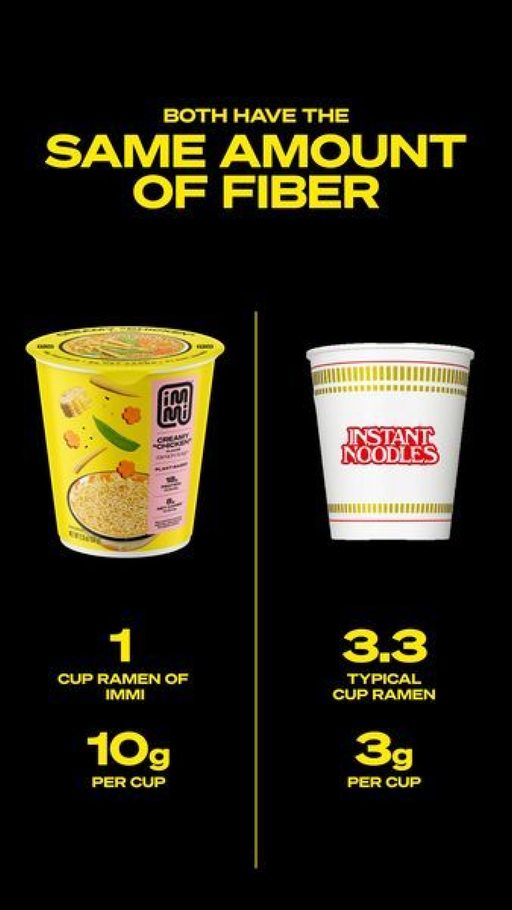 BOTH HAVE THE
SAME AMOUNT
OF FIBER
immi
CREAMY
"CHICKEN"
PLANT-BASED
INSTANT
NOODLES
1
CUP RAMEN OF
IMMI
10g
PER CUP
3.3
TYPICAL
CUP RAMEN
3g
PER CUP